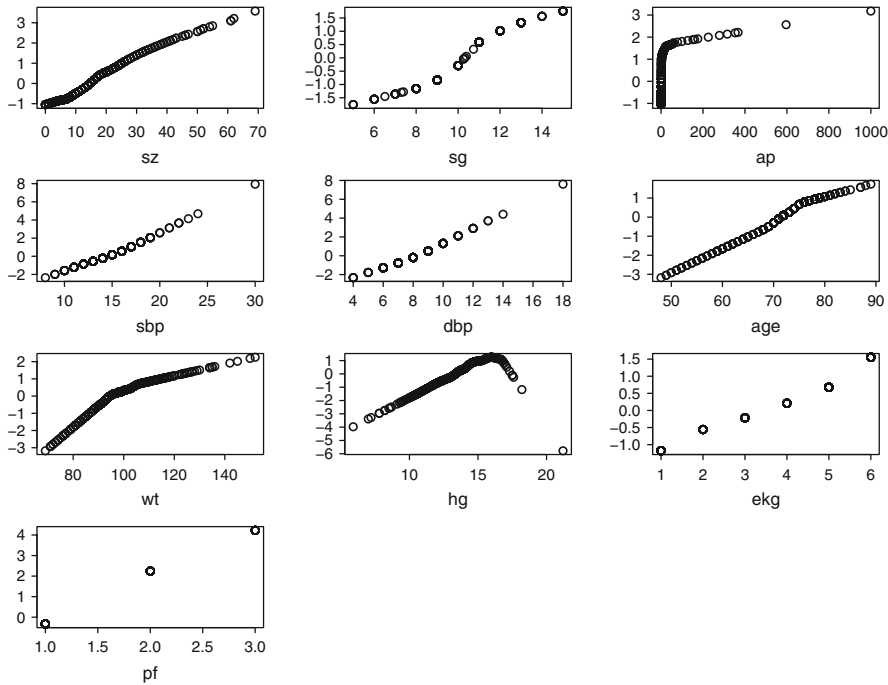 3
2
1
0
−1
0 10 20 30 40 50 60 70
sz
1.5
1.0
0.5
0.0
−0.5
−1.0
−1.5
6 8 10 12 14
sg
3
2
1
0
−1
0 200 400 600 800 1000
ap
8
6
4
2
0
−2
10 15 20 25 30
sbp
8
6
4
2
0
−2
4 6 8 10 12 14 16 18
dbp
1
0
−1
−2
−3
50 60 70 80 90
age
2
1
0
−1
−2
−3
80 100 120 140
wt
1
0
−1
−2
−3
−4
−5
−6
10 15 20
hg
1.5
1.0
0.5
0.0
−0.5
−1.0
1 2 3 4 5 6
ekg
4
3
2
1
0
1.0 1.5 2.0 2.5 3.0
pf